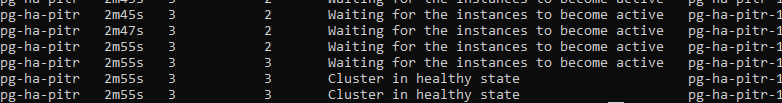 pg-ha-pitr 2m45s 3 2 Waiting for the instances to become active pg-ha-pitr-1
pg-ha-pitr 2m45s 3 2 Waiting for the instances to become active pg-ha-pitr-1
pg-ha-pitr 2m47s 3 2 Waiting for the instances to become active pg-ha-pitr-1
pg-ha-pitr 2m55s 3 2 Waiting for the instances to become active pg-ha-pitr-1
pg-ha-pitr 2m55s 3 3 Waiting for the instances to become active pg-ha-pitr-1
pg-ha-pitr 2m55s 3 3 Cluster in healthy state pg-ha-pitr-1
pg-ha-pitr 2m55s 3 3 Cluster in healthy state pg-ha-pitr-1